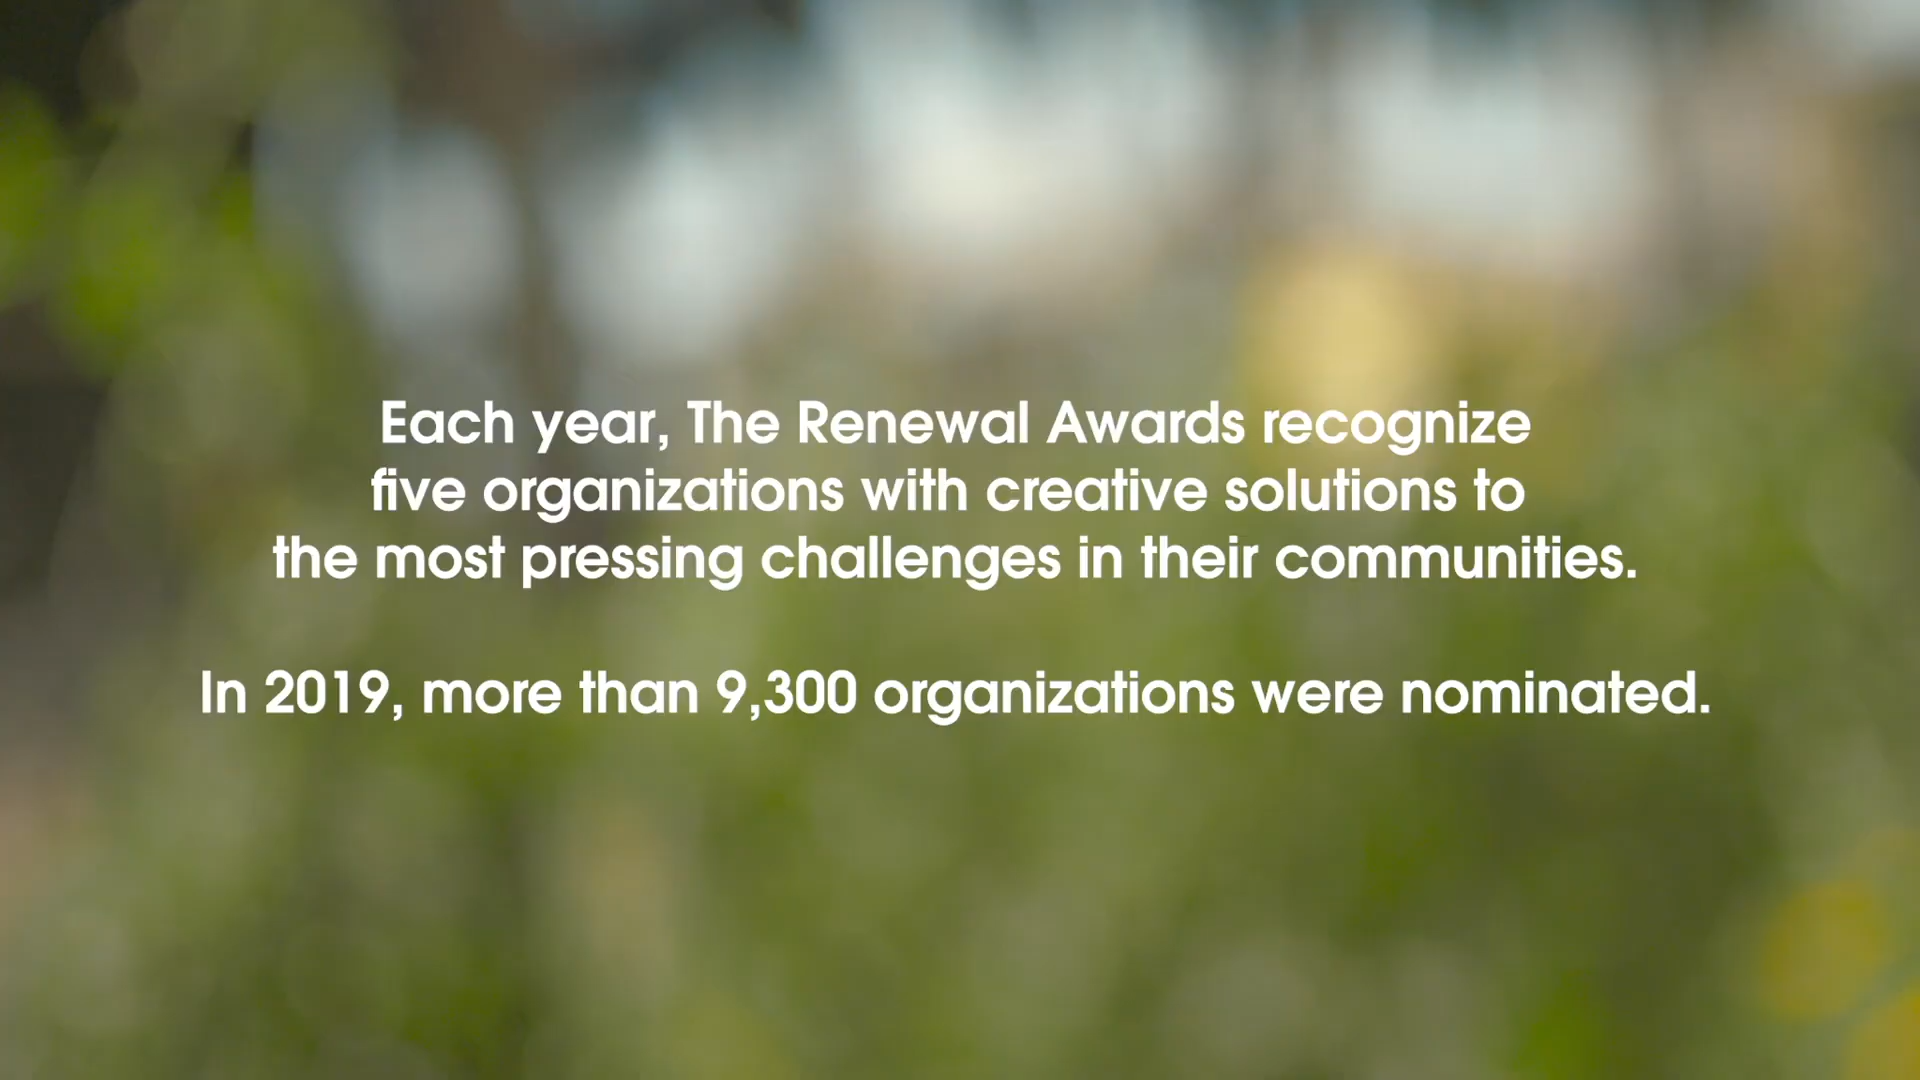 Each year, The Renewal Awards recognize
five organizations with creative solutions to
the most pressing challenges in their communities.
In 2019, more than 9,300 organizations were nominated.